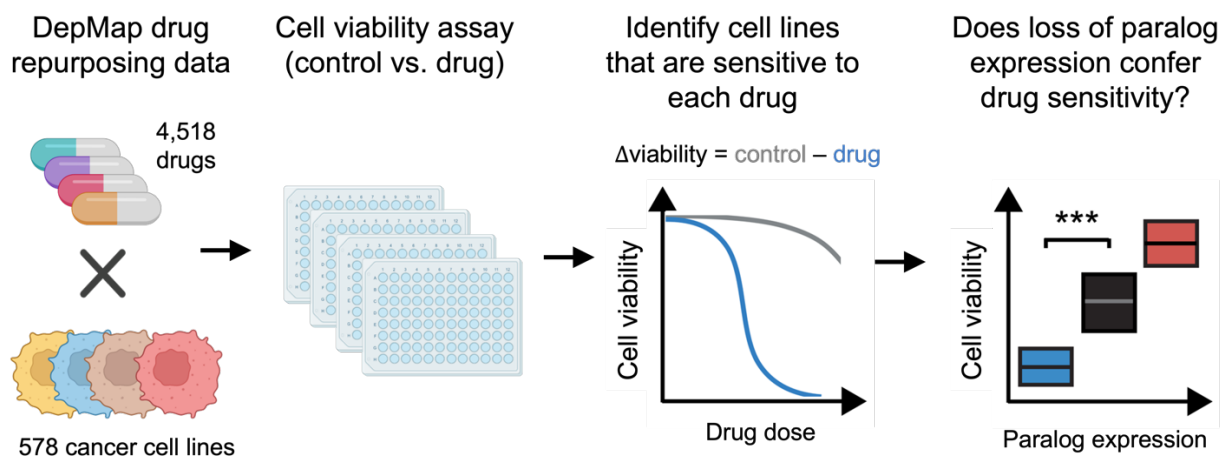 DepMap drug
repurposing data
4,518
drugs
578 cancer cell lines
Cell viability assay
(control vs. drug)
Identify cell lines
that are sensitive to
each drug
Δviability = control – drug
Cell viability
Drug dose
Does loss of paralog
expression confer
drug sensitivity?
***
Cell viability
Paralog expression